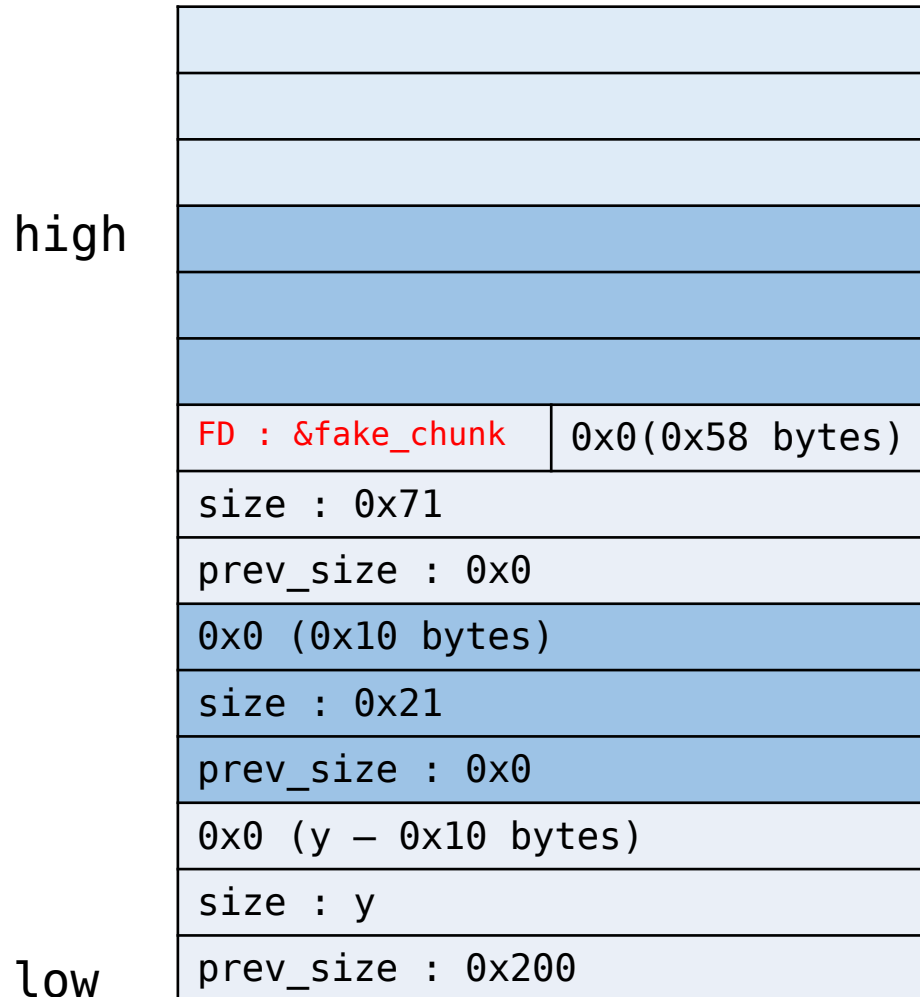 high
FD : &fake_chunk
0x0(0x58 bytes)
size : 0x71
prev_size : 0x0
0x0 (0x10 bytes)
size : 0x21
prev_size : 0x0
0x0 (y – 0x10 bytes)
size : y
low
prev_size : 0x200